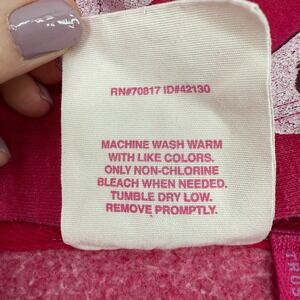 RN#70817 ID#42130
MACHINE WASH WARM
WITH LIKE COLORS.
ONLY NON-CHLORINE
BLEACH WHEN NEEDED.
TUMBLE DRY LOW.
REMOVE PROMPTLY.